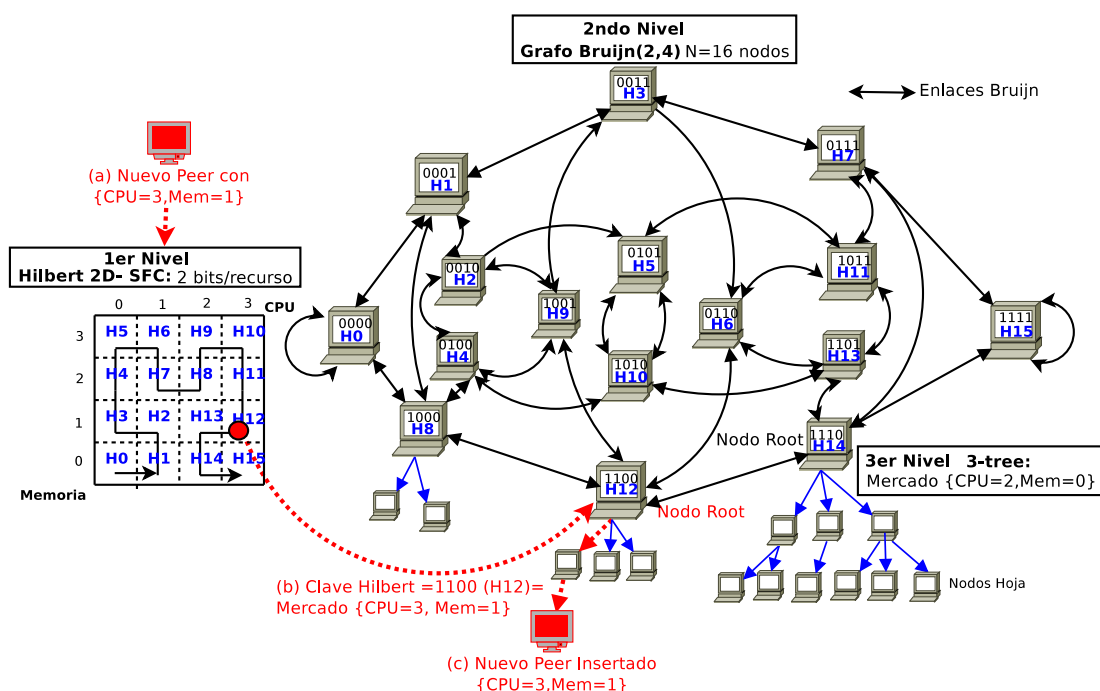 2ndo Nivel
Grafo Bruijn(2,4) N=16 nodos
Enlaces Bruijn
(a) Nuevo Peer con
{CPU=3,Mem=1}
1er Nivel
Hilbert 2D- SFC: 2 bits/recurso
0 1 2 3 CPU
3 H5 H6 H9 H10
2 H4 H7 H8 H11
1 H3 H2 H13 H12
0 H0 H1 H14 H15
Memoria
0011
H3
0111
H7
0001
H1
0010
H2
0101
H5
1011
H11
0000
H0
0100
H4
1001
H9
0110
H6
1111
H15
1010
H10
1101
H13
1000
H8
1100
H12
Nodo Root
1110
H14
Nodo Root
3er Nivel 3-tree:
Mercado {CPU=2,Mem=0}
Nodos Hoja
(b) Clave Hilbert =1100 (H12)=
Mercado {CPU=3, Mem=1}
(c) Nuevo Peer Insertado
{CPU=3,Mem=1}